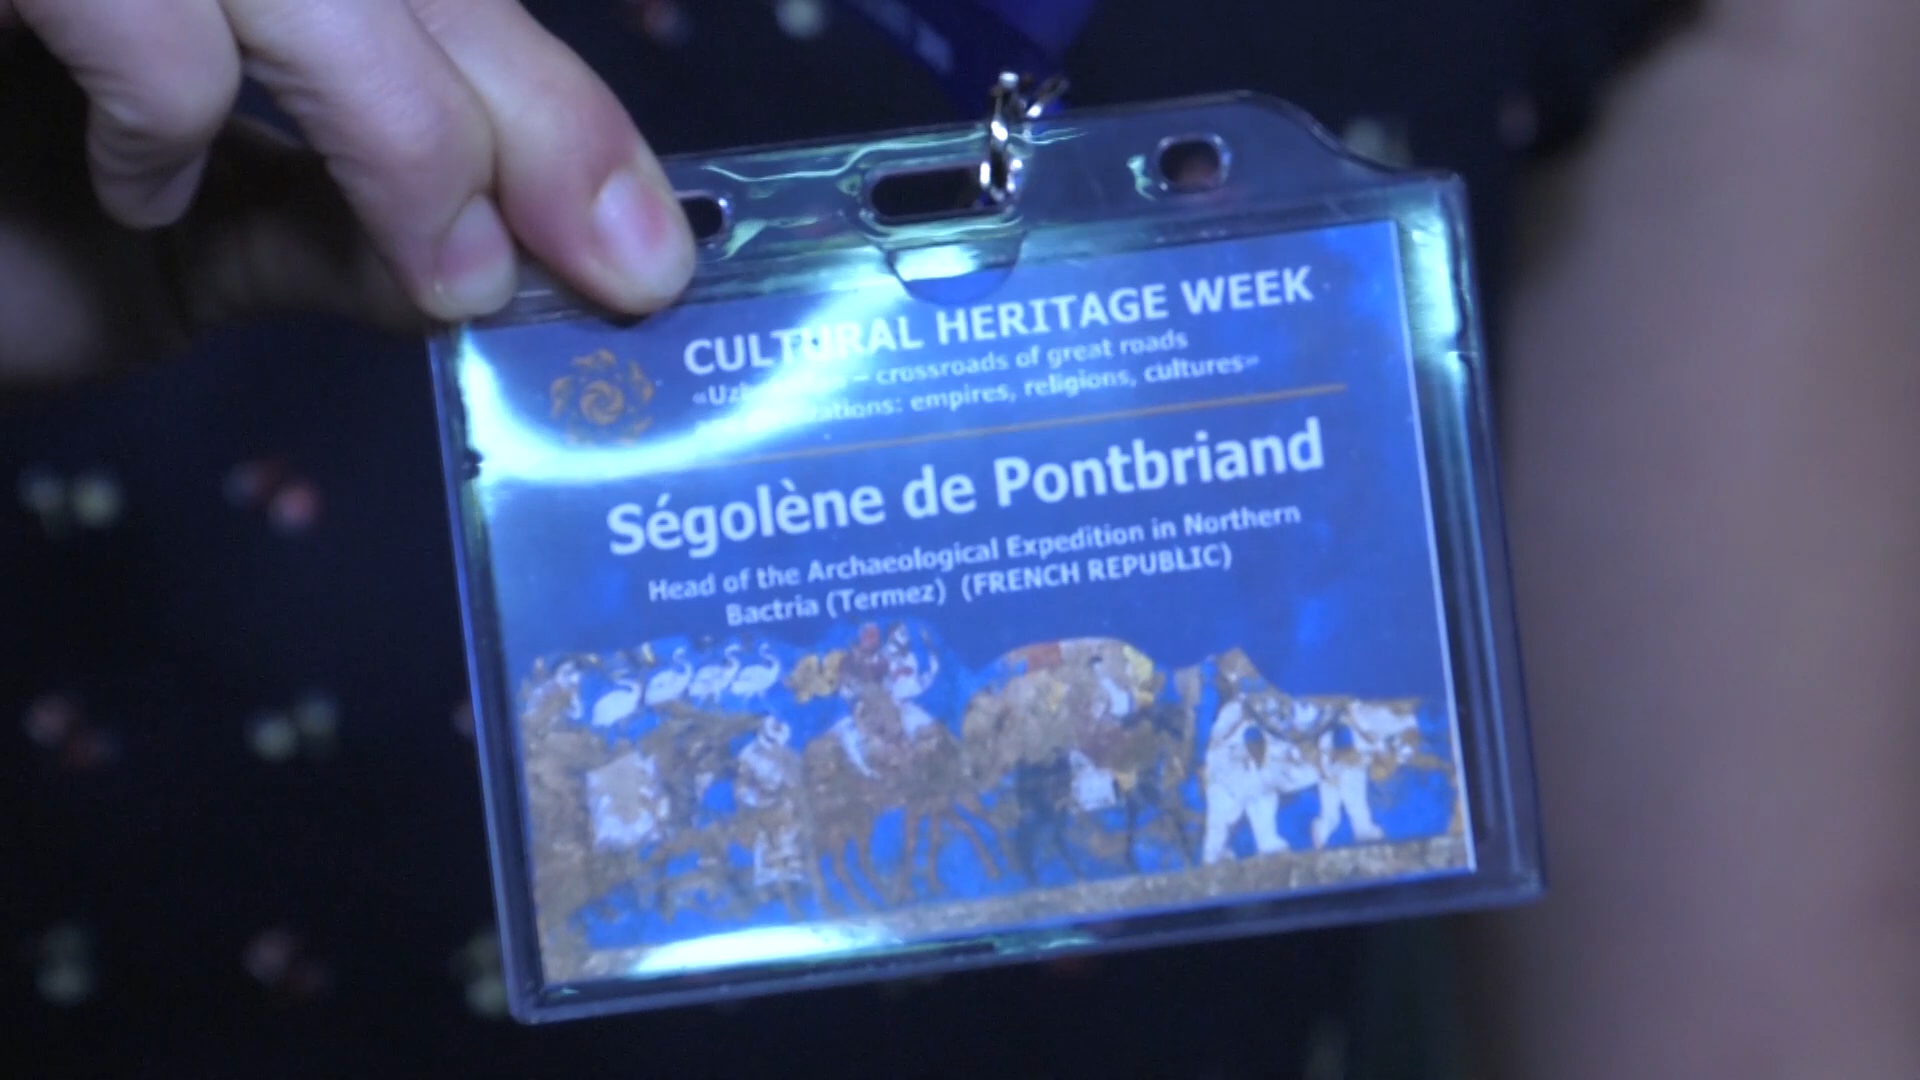 CULTURAL HERITAGE WEEK
– crossroads of great roads
empires, religions, cultures»
Ségolène de Pontbriand
Head of the Archaeological Expedition in Northern
Bactria (Termez) (FRENCH REPUBLIC)